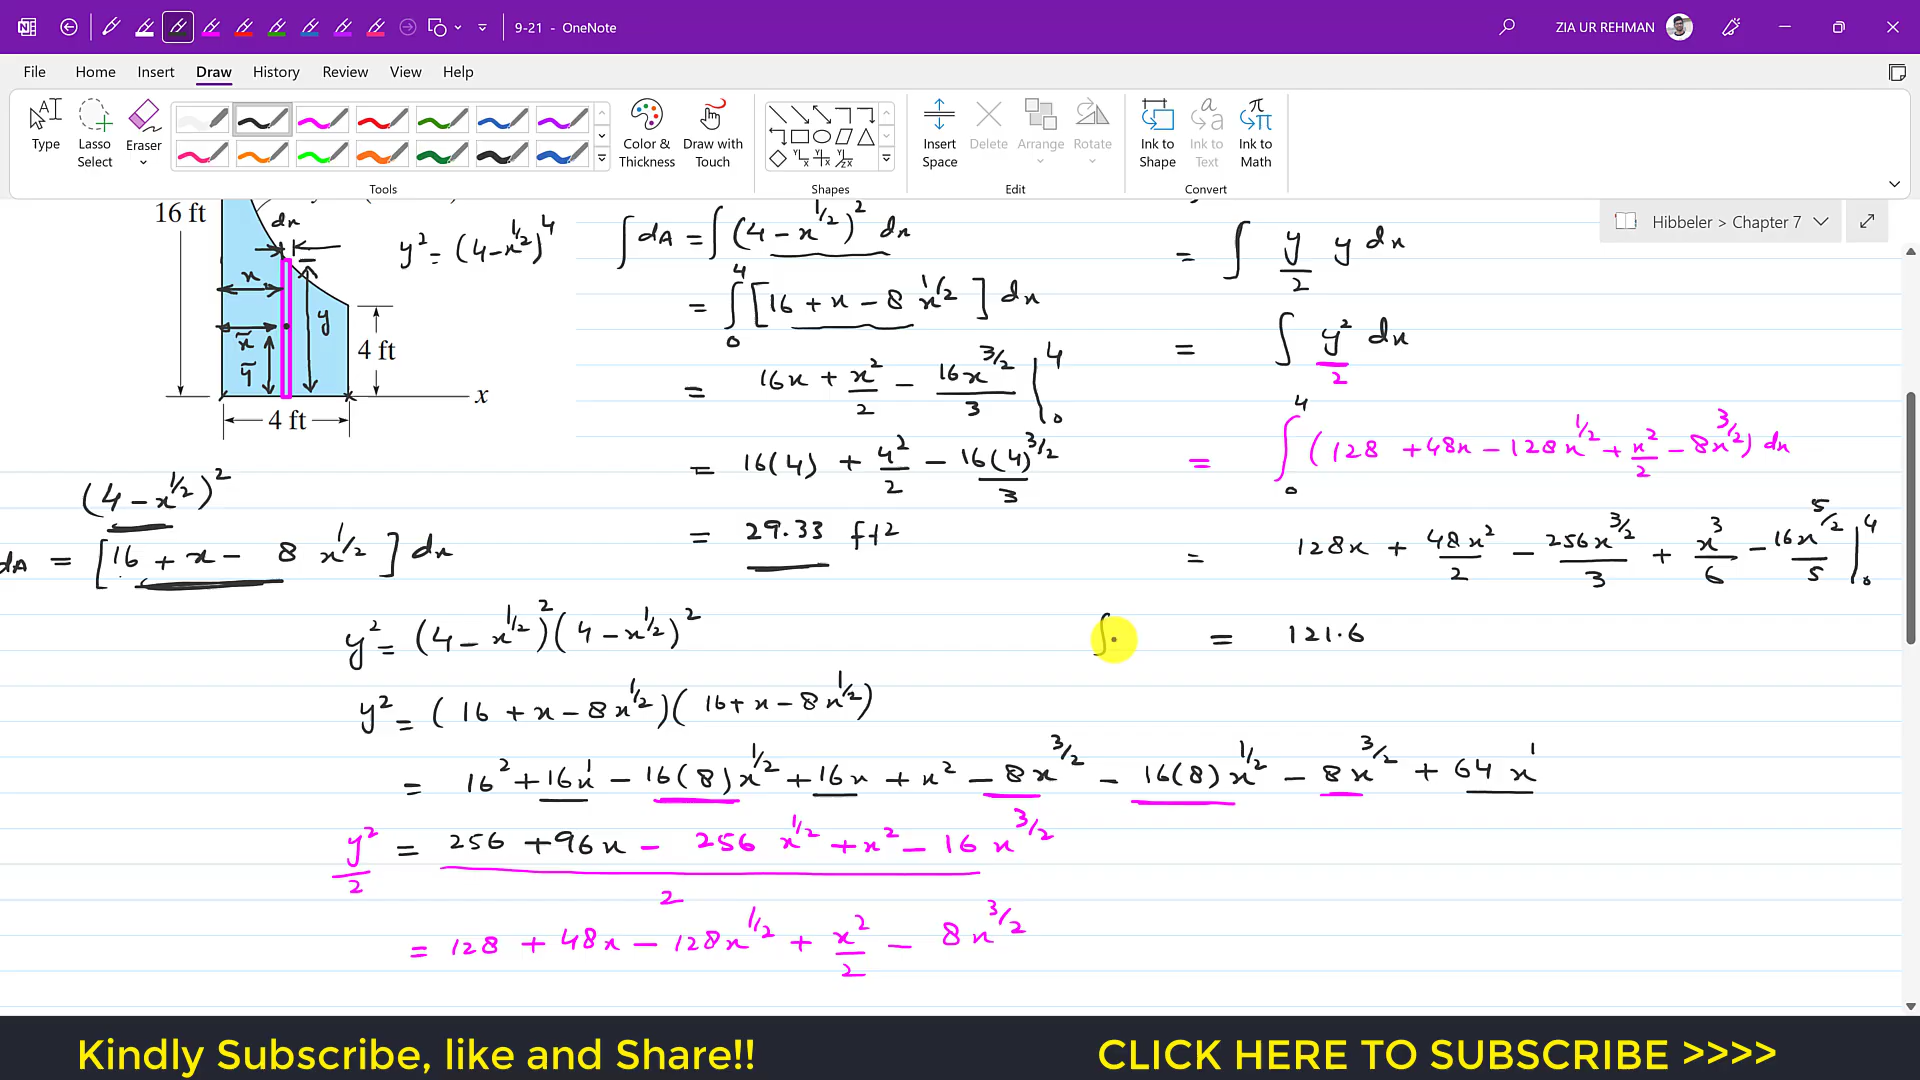 9-21 - OneNote
ZIA UR REHMAN
File Home Insert Draw History Review View Help
Type
Lasso Select
Eraser
Color & Thickness
Draw with Touch
Insert Space
Delete
Arrange
Rotate
Ink to Shape
Ink to Text
Ink to Math
Tools
Shapes
Edit
Convert
Hibbeler > Chapter 7
16 ft
dx
y² = (4 - x^1/2)^4
x
x̃
ỹ
y
4 ft
x
4 ft
(4 - x^1/2)²
dA = [16 + x - 8 x^1/2] dx
∫dA = ∫(4 - x^1/2)² dx
= ∫₀⁴ [16 + x - 8 x^1/2] dx
= 16x + x²/2 - 16x^3/2/3 |₀⁴
= 16(4) + 4²/2 - 16(4)^3/2/3
= 29.33 ft²
= ∫ y/2 y dx
= ∫ y²/2 dx
= ∫₀⁴ (128 + 48x - 128x^1/2 + x²/2 - 8x^3/2) dx
= 128x + 48x²/2 - 256x^3/2/3 + x³/6 - 16x^5/2/5 |₀⁴
∫ = 121.6
y² = (4 - x^1/2)²(4 - x^1/2)²
y² = (16 + x - 8x^1/2)(16 + x - 8x^1/2)
= 16² + 16x¹ - 16(8)x^1/2 + 16x + x² - 8x^3/2 - 16(8)x^1/2 - 8x^3/2 + 64x¹
y²/2 = 256 + 96x - 256 x^1/2 + x² - 16 x^3/2
2
= 128 + 48x - 128x^1/2 + x²/2 - 8x^3/2
Kindly Subscribe, like and Share!!
CLICK HERE TO SUBSCRIBE >>>>